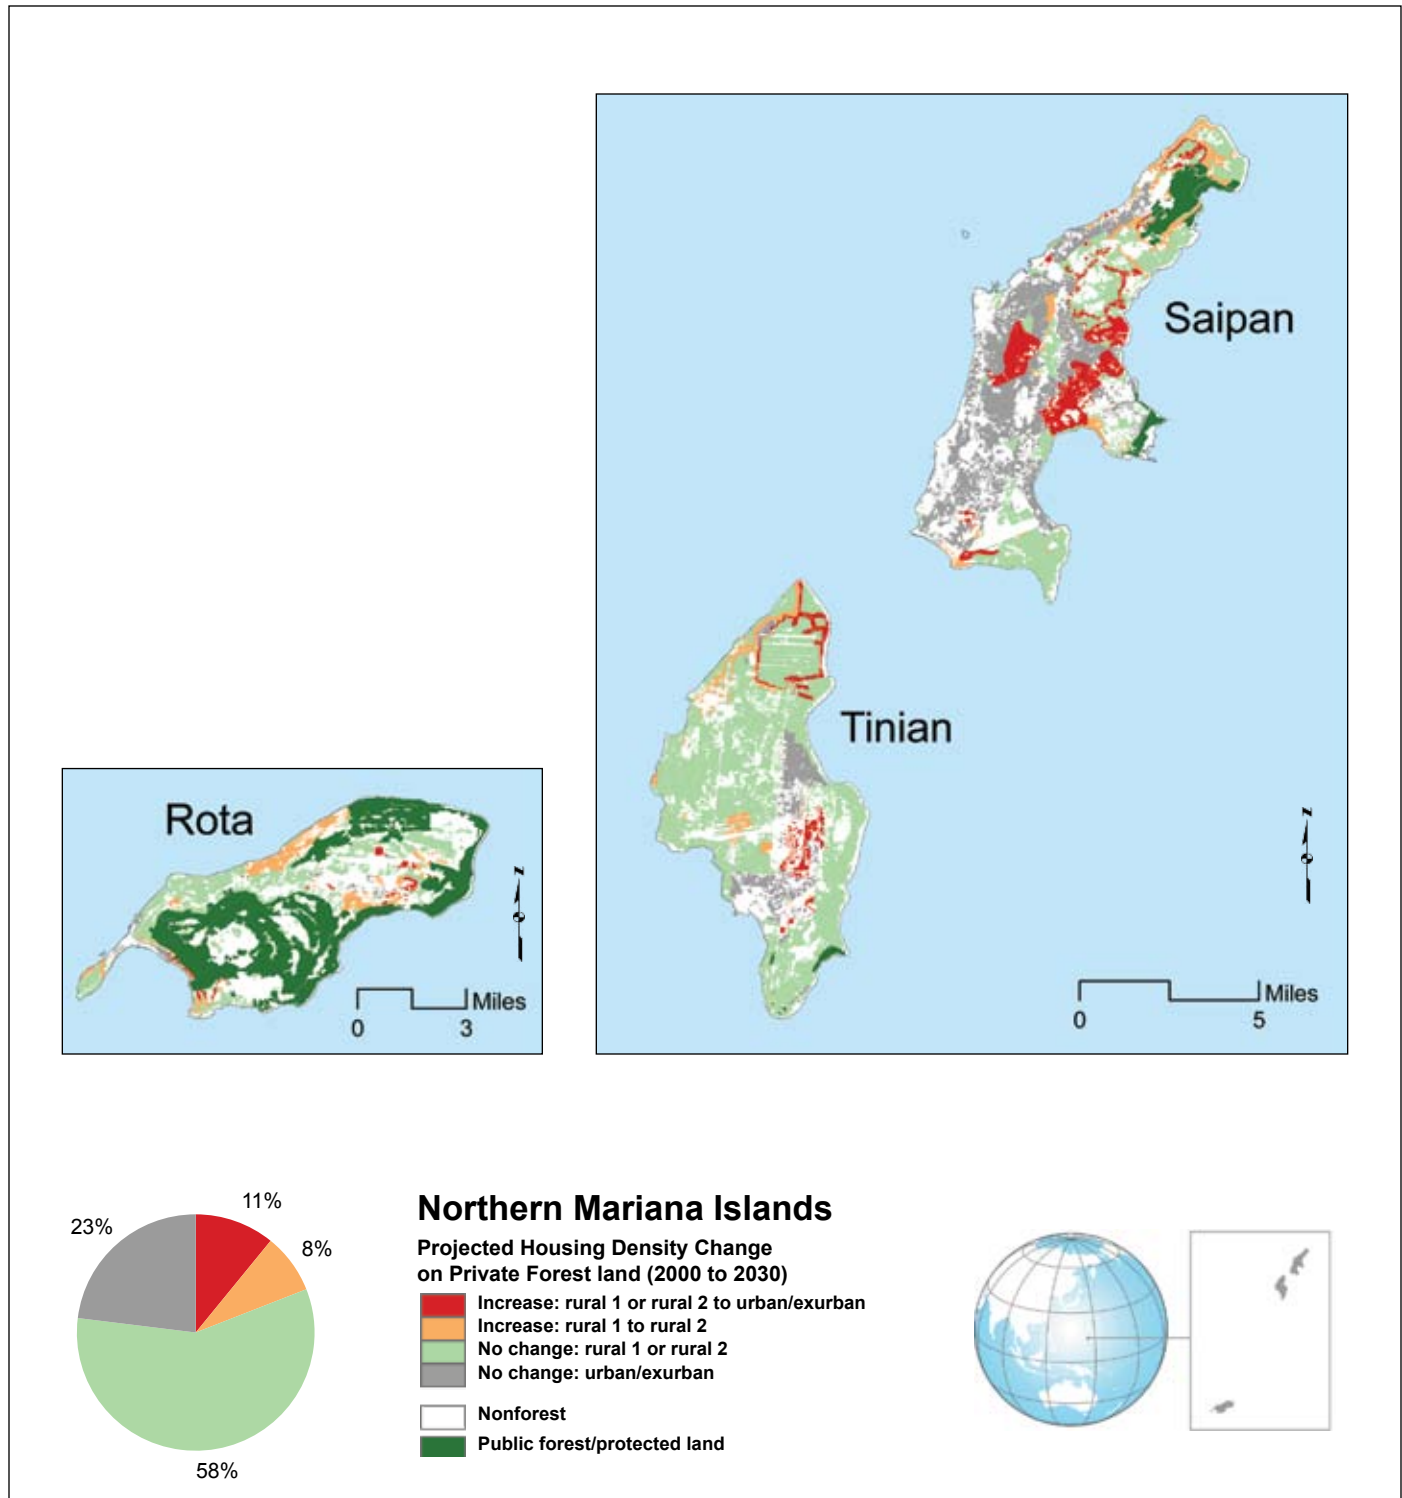 Saipan
Tinian
Z
Miles
0
5
Rota
Z
Miles
0
3
11%
8%
23%
58%
Northern Mariana Islands
Projected Housing Density Change
on Private Forest land (2000 to 2030)
Increase: rural 1 or rural 2 to urban/exurban
Increase: rural 1 to rural 2
No change: rural 1 or rural 2
No change: urban/exurban
Nonforest
Public forest/protected land